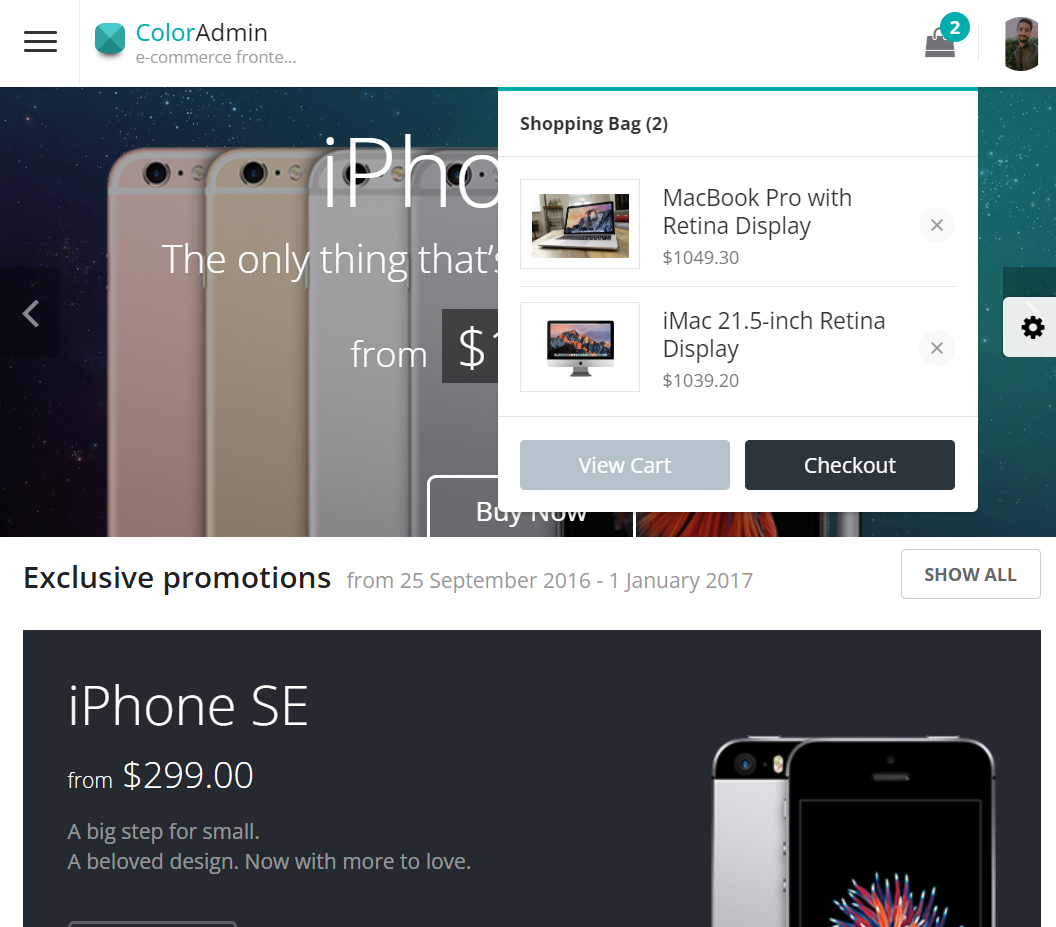 ColorAdmin
e-commerce fronte...
2
Shopping Bag (2)
MacBook Pro with
Retina Display
$1049.30
iMac 21.5-inch Retina
Display
$1039.20
View Cart
Checkout
The only thing that's
from $
Buy Now
Exclusive promotions from 25 September 2016 - 1 January 2017
SHOW ALL
iPhone SE
from $299.00
A big step for small.
A beloved design. Now with more to love.